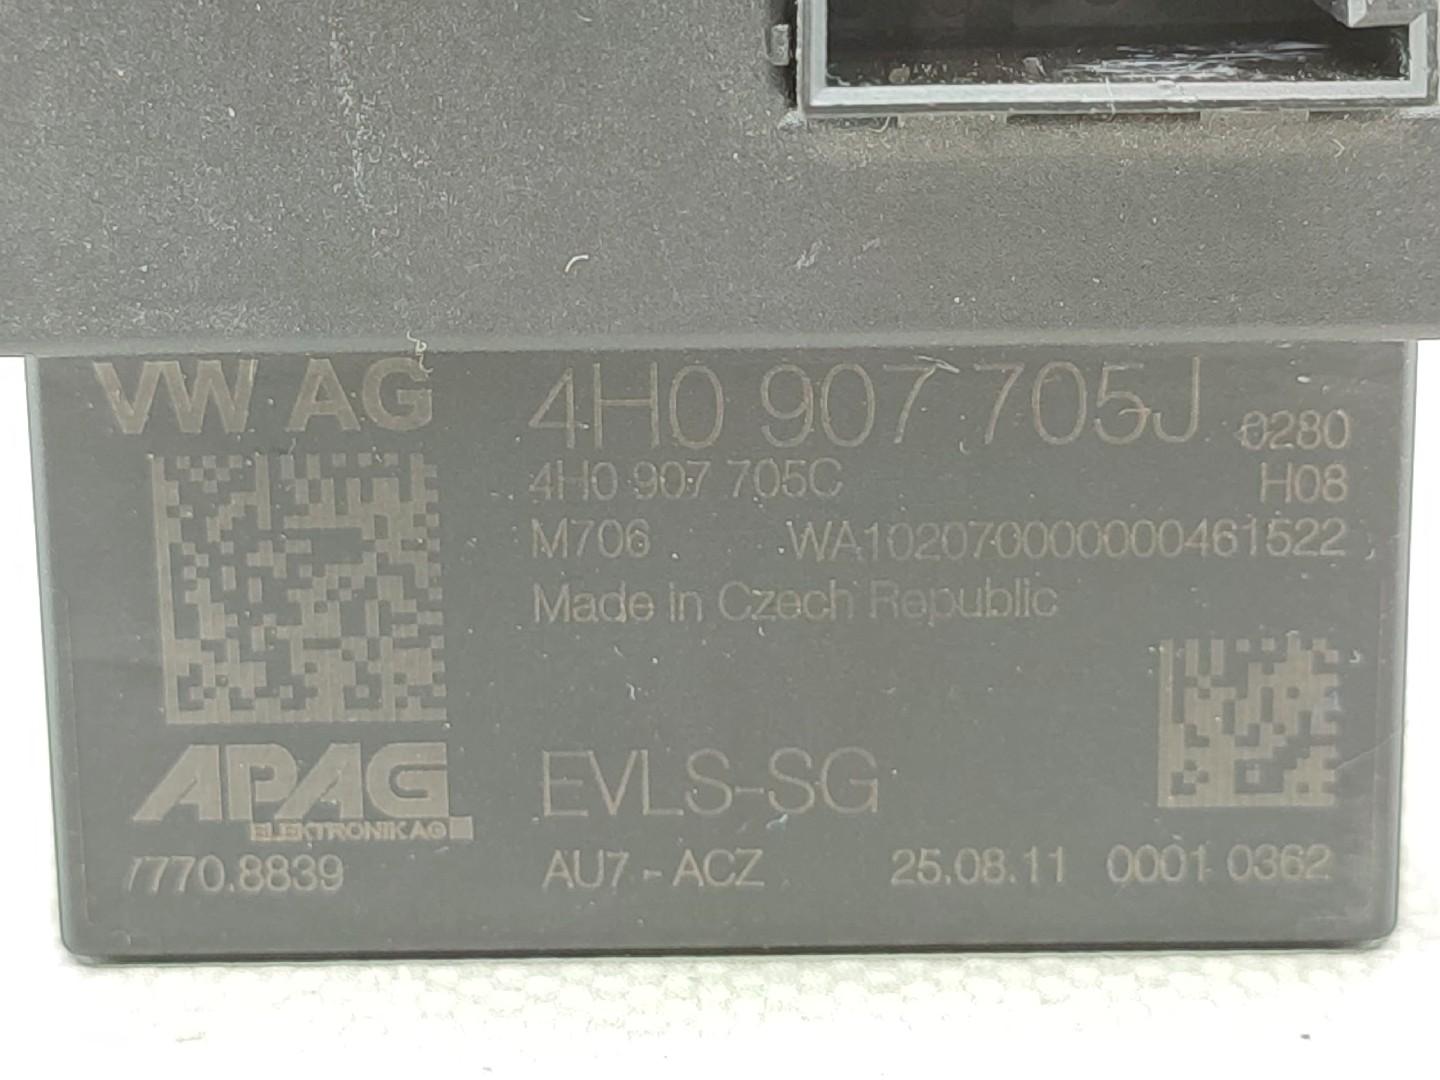 VW AG 4H0 907 705J 0280
4H0 907 705C H08
M706 WA1020700000000461522
Made in Czech Republic
APAG
ELEKTRONIK AG
EVLS-SG
7770.8839 AU7-ACZ 25.08.11 0001 0362